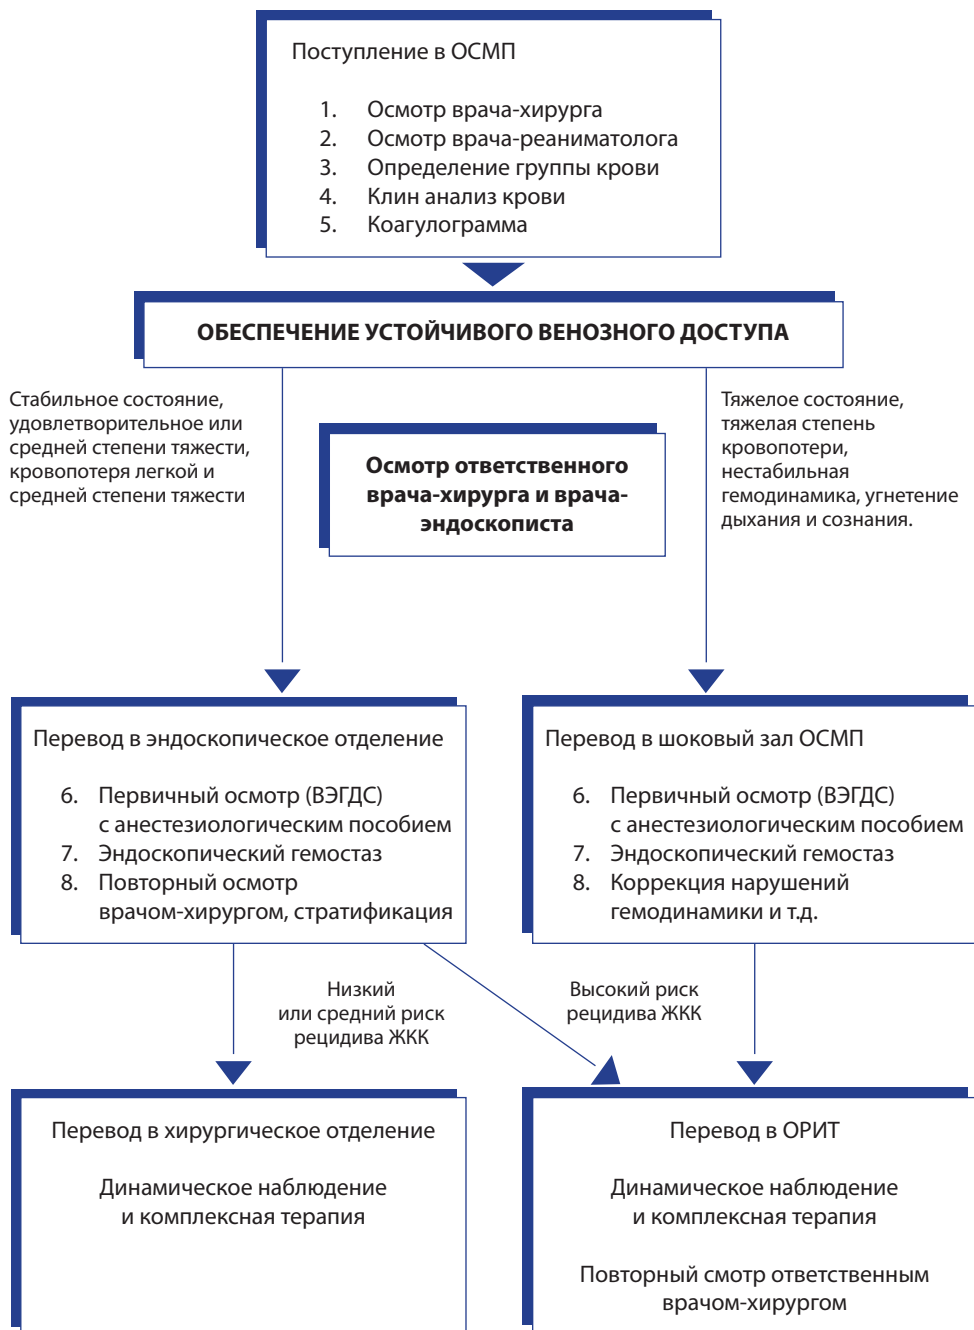 Поступление в ОСМП
1. Осмотр врача-хирурга
2. Осмотр врача-реаниматолога
3. Определение группы крови
4. Клин анализ крови
5. Коагулограмма
ОБЕСПЕЧЕНИЕ УСТОЙЧИВОГО ВЕНОЗНОГО ДОСТУПА
Стабильное состояние,
удовлетворительное или
средней степени тяжести,
кровопотеря легкой и
средней степени тяжести
Осмотр ответственного
врача-хирурга и врача-
эндоскописта
Тяжелое состояние,
тяжелая степень
кровопотери,
нестабильная
гемодинамика, угнетение
дыхания и сознания.
Перевод в эндоскопическое отделение
6. Первичный осмотр (ВЭГДС)
с анестезиологическим пособием
7. Эндоскопический гемостаз
8. Повторный осмотр
врачом-хирургом, стратификация
Перевод в шоковый зал ОСМП
6. Первичный осмотр (ВЭГДС)
с анестезиологическим пособием
7. Эндоскопический гемостаз
8. Коррекция нарушений
гемодинамики и т.д.
Низкий
или средний риск
рецидива ЖКК
Высокий риск
рецидива ЖКК
Перевод в хирургическое отделение
Динамическое наблюдение
и комплексная терапия
Перевод в ОРИТ
Динамическое наблюдение
и комплексная терапия
Повторный смотр ответственным
врачом-хирургом